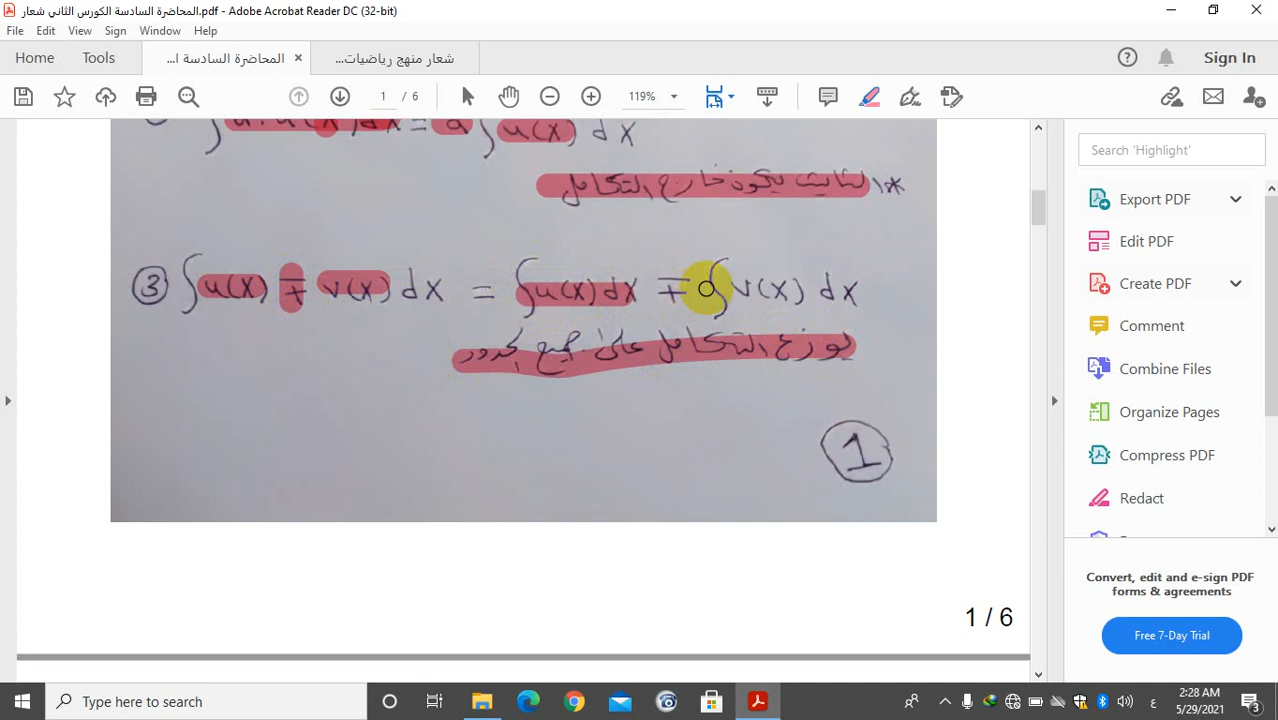 المحاضرة السادسة الكورس الثاني شعار.pdf - Adobe Acrobat Reader DC (32-bit)
File Edit View Sign Window Help
Home Tools المحاضرة السادسة ا... × شعار منهج رياضيات... Sign In
1 / 6 119%
∫a. u(x)dx = a∫u(x) dx
*الثابت يكون خارج التكامل
③ ∫u(x) ∓ v(x) dx = ∫u(x)dx ∓ ∫v(x) dx
يوزع التكامل على جميع الحدود
1
1 / 6
Search 'Highlight'
Export PDF
Edit PDF
Create PDF
Comment
Combine Files
Organize Pages
Compress PDF
Redact
Convert, edit and e-sign PDF
forms & agreements
Free 7-Day Trial
Type here to search
ع 2:28 AM
5/29/2021 3